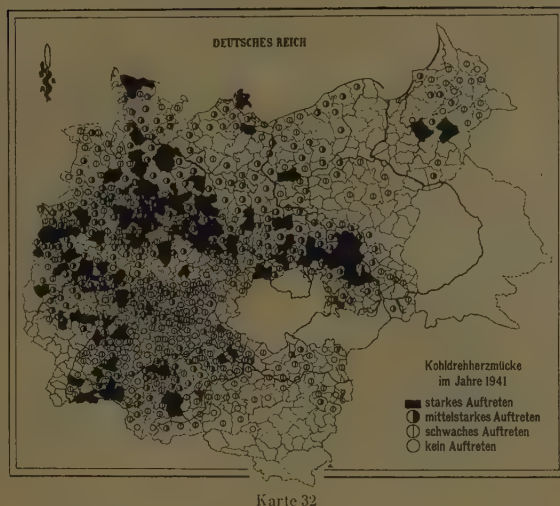 DEUTSCHES REICH
Kohldrehherzmücke
im Jahre 1941
starkes Auftreten
mittelstarkes Auftreten
schwaches Auftreten
kein Auftreten
Karte 32